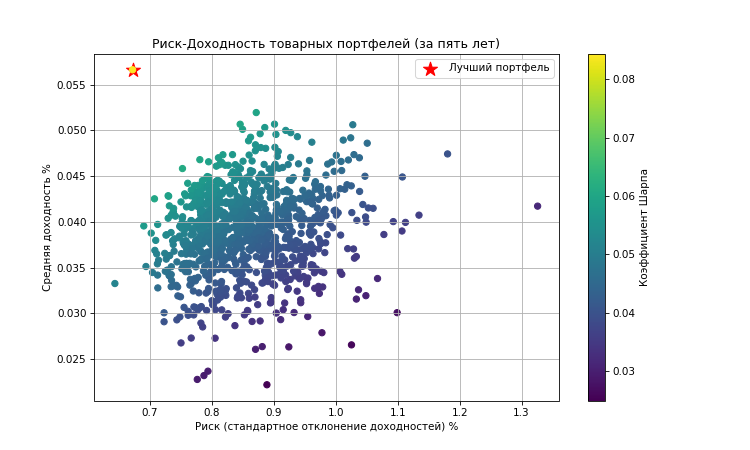 Риск-Доходность товарных портфелей (за пять лет)
Лучший портфель
Средняя доходность %
0.055
0.050
0.045
0.040
0.035
0.030
0.025
0.7 0.8 0.9 1.0 1.1 1.2 1.3
Риск (стандартное отклонение доходностей) %
0.08
0.07
0.06
0.05
0.04
0.03
Коэффициент Шарпа